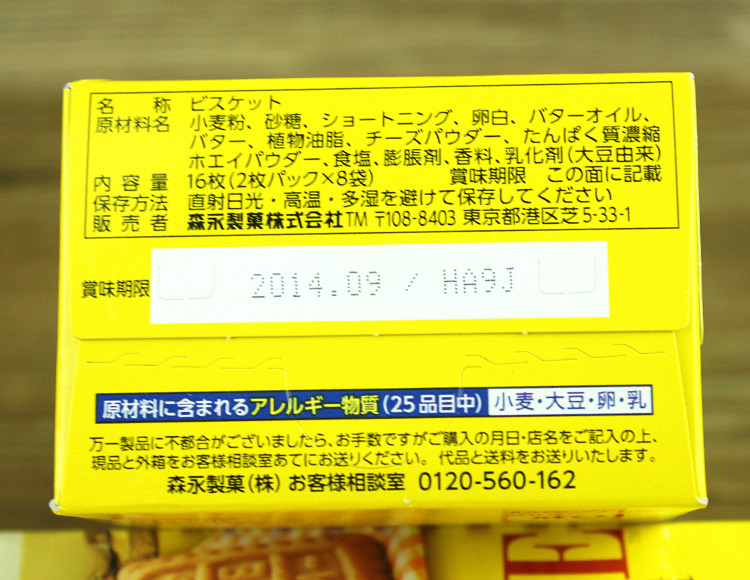 名称 ビスケット
原材料名 小麦粉、砂糖、ショートニング、卵白、バターオイル、
バター、植物油脂、チーズパウダー、たんぱく質濃縮
ホエイパウダー、食塩、膨脹剤、香料、乳化剤(大豆由来)
内容量 16枚(2枚パック×8袋) 賞味期限 この面に記載
保存方法 直射日光・高温・多湿を避けて保存してください
販売者 森永製菓株式会社TM 〒108-8403 東京都港区芝5-33-1
賞味期限 2014.09 / HA9J
原材料に含まれるアレルギー物質(25品目中) 小麦・大豆・卵・乳
万一製品に不都合がございましたら、お手数ですがご購入の月日・店名をご記入の上、
現品と外箱をお客様相談室あてにお送りください。代品と送料をお送りいたします。
森永製菓(株)お客様相談室 0120-560-162